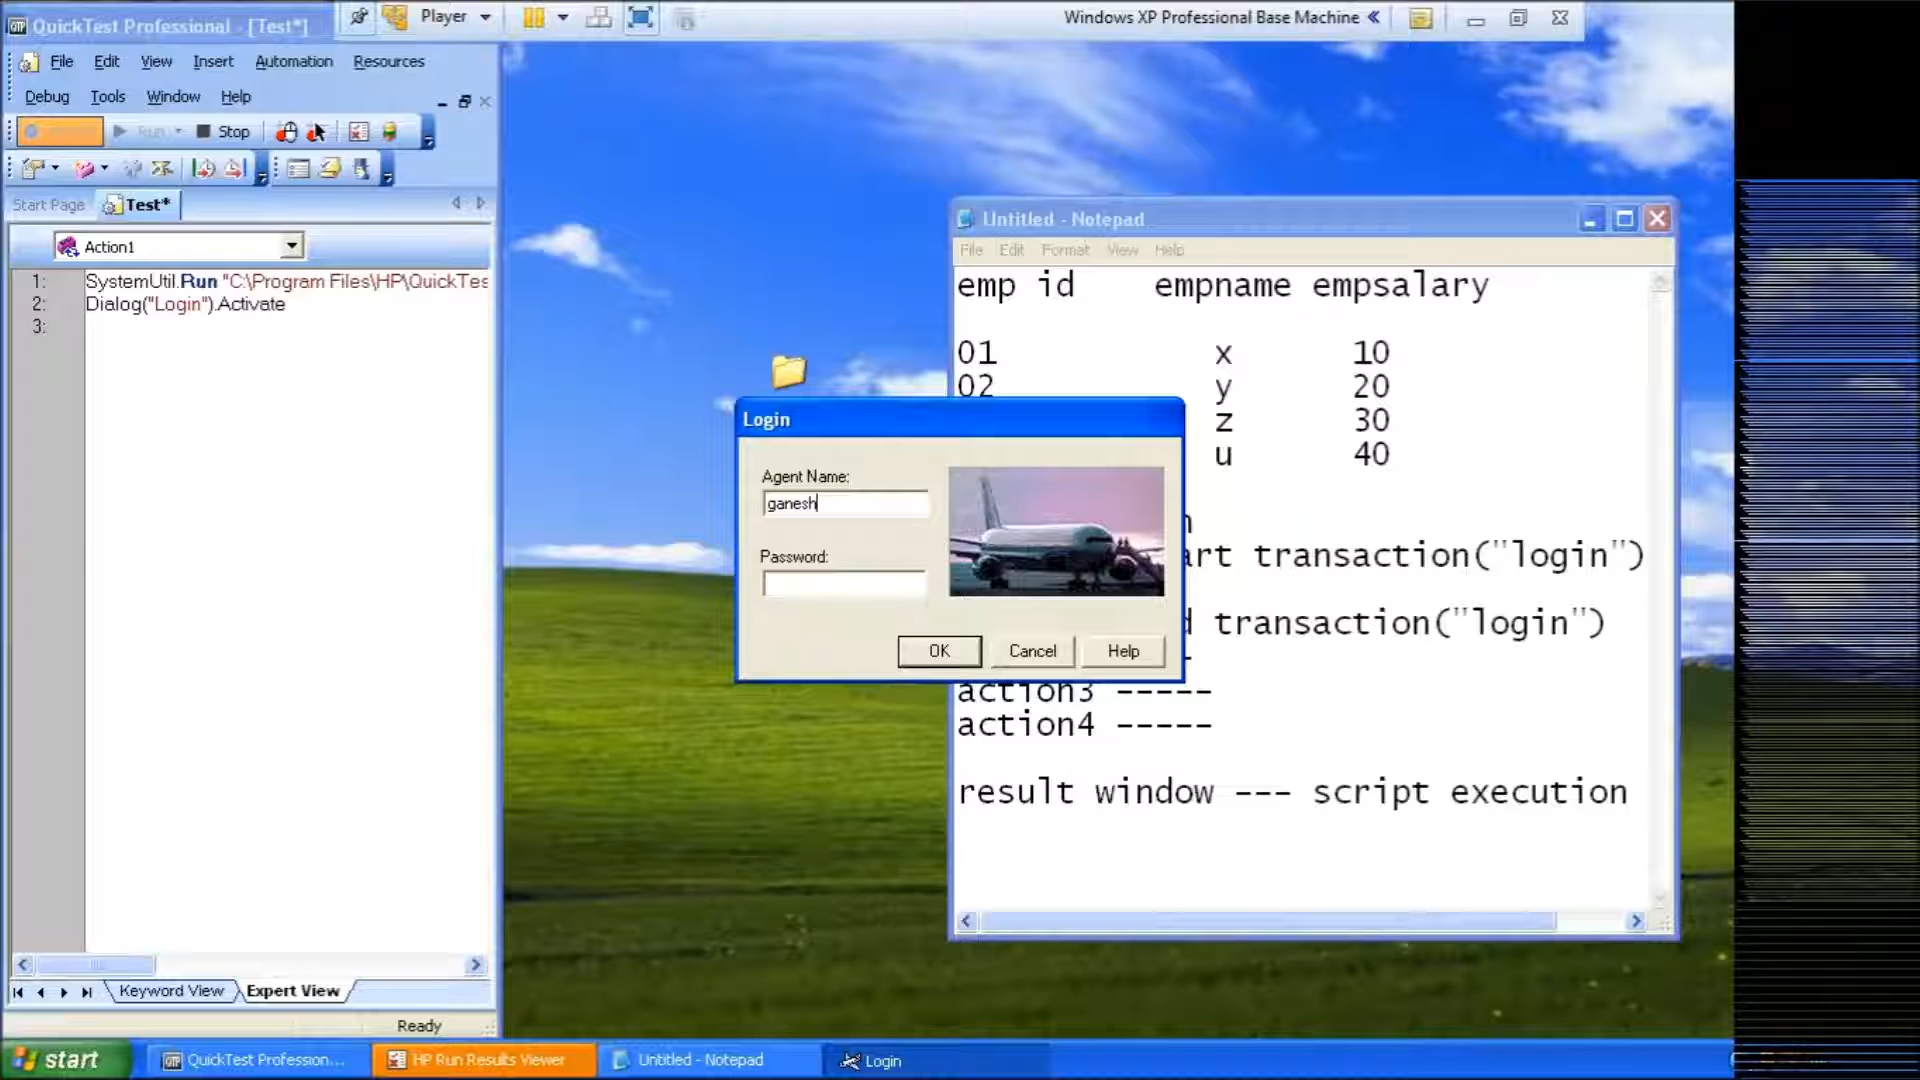 QuickTest Professional - [Test*]
Player
Windows XP Professional Base Machine
File Edit View Insert Automation Resources
Debug Tools Window Help
Run Stop
Start Page Test*
Action1
1: SystemUtil.Run "C:\Program Files\HP\QuickTes
2: Dialog("Login").Activate
3:
Keyword View Expert View
Ready
Untitled - Notepad
File Edit Format View Help
emp id empname empsalary
01 x 10
02 y 20
z 30
u 40
n
art transaction("login")
d transaction("login")
action3 -----
action4 -----
result window --- script execution
Login
Agent Name:
ganesh
Password:
OK Cancel Help
start
QuickTest Profession...
HP Run Results Viewer
Untitled - Notepad
Login